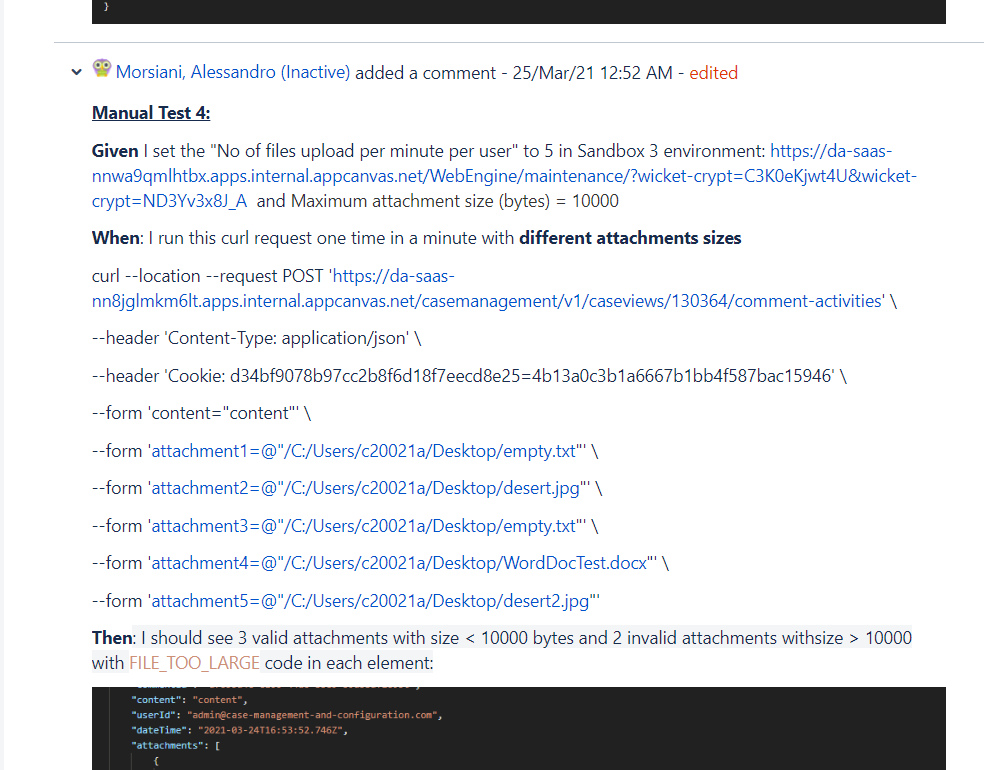 }
Morsiani, Alessandro (Inactive) added a comment - 25/Mar/21 12:52 AM - edited
Manual Test 4:
Given I set the "No of files upload per minute per user" to 5 in Sandbox 3 environment: https://da-saas-
nnwa9qmlhtbx.apps.internal.appcanvas.net/WebEngine/maintenance/?wicket-crypt=C3K0eKjwt4U&wicket-
crypt=ND3Yv3x8J_A and Maximum attachment size (bytes) = 10000
When: I run this curl request one time in a minute with different attachments sizes
curl --location --request POST 'https://da-saas-
nn8jglmkm6lt.apps.internal.appcanvas.net/casemanagement/v1/caseviews/130364/comment-activities' \
--header 'Content-Type: application/json' \
--header 'Cookie: d34bf9078b97cc2b8f6d18f7eecd8e25=4b13a0c3b1a6667b1bb4f587bac15946' \
--form 'content="content"' \
--form 'attachment1=@"/C:/Users/c20021a/Desktop/empty.txt"' \
--form 'attachment2=@"/C:/Users/c20021a/Desktop/desert.jpg"' \
--form 'attachment3=@"/C:/Users/c20021a/Desktop/empty.txt"' \
--form 'attachment4=@"/C:/Users/c20021a/Desktop/WordDocTest.docx"' \
--form 'attachment5=@"/C:/Users/c20021a/Desktop/desert2.jpg"'
Then: I should see 3 valid attachments with size < 10000 bytes and 2 invalid attachments withsize > 10000
with FILE_TOO_LARGE code in each element:
"content": "content",
"userId": "admin@case-management-and-configuration.com",
"dateTime": "2021-03-24T16:53:52.746Z",
"attachments": [
{